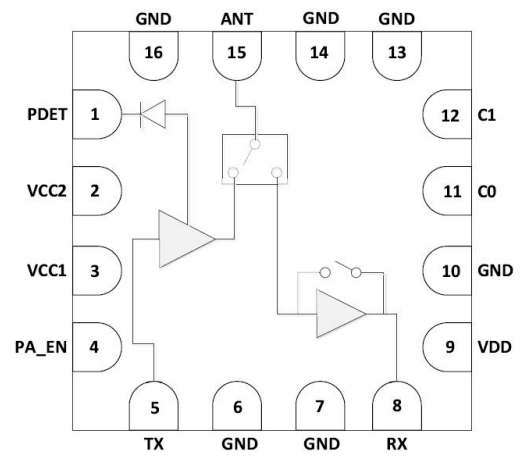 GND ANT GND GND
16 15 14 13
PDET 1 12 C1
VCC2 2 11 C0
VCC1 3 10 GND
PA_EN 4 9 VDD
5 6 7 8
TX GND GND RX